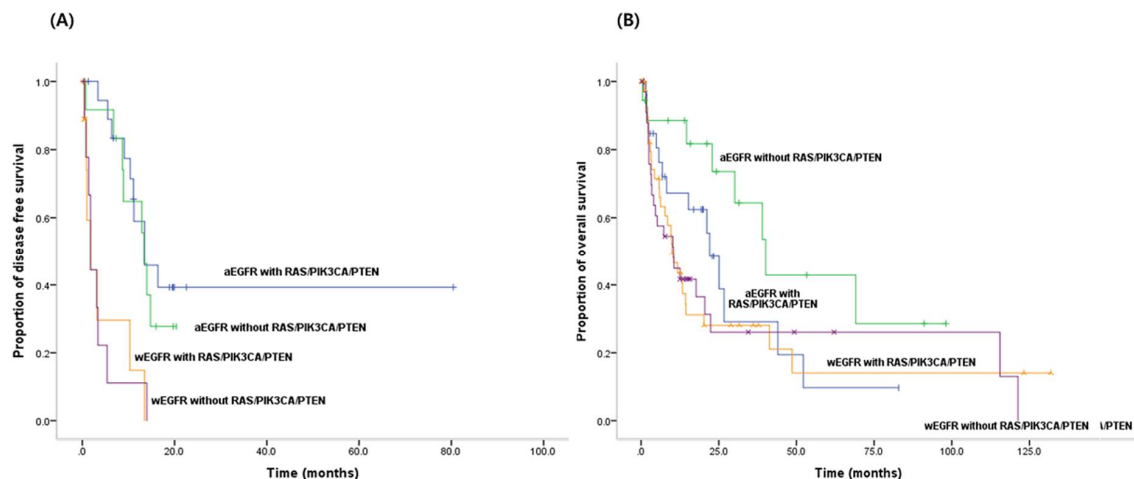 (A)
Proportion of disease free survival
1.0
0.8
0.6
0.4
0.2
0.0
aEGFR with RAS/PIK3CA/PTEN
aEGFR without RAS/PIK3CA/PTEN
wEGFR with RAS/PIK3CA/PTEN
wEGFR without RAS/PIK3CA/PTEN
.0
20.0
40.0
60.0
80.0
100.0
Time (months)
(B)
Proportion of overall survival
1.0
0.8
0.6
0.4
0.2
0.0
aEGFR without RAS/PIK3CA/PTEN
aEGFR with
RAS/PIK3CA/PTEN
wEGFR with RAS/PIK3CA/PTEN
wEGFR without RAS/PIK3CA/PTEN
/PTEN
.0
25.0
50.0
75.0
100.0
125.0
Time (months)